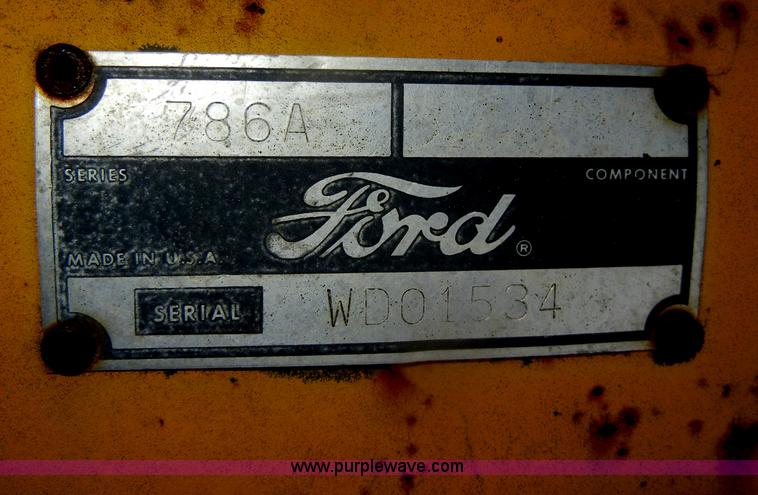 786A
SERIES COMPONENT
Ford ®
MADE IN U.S.A.
SERIAL WD01534
www.purplewave.com